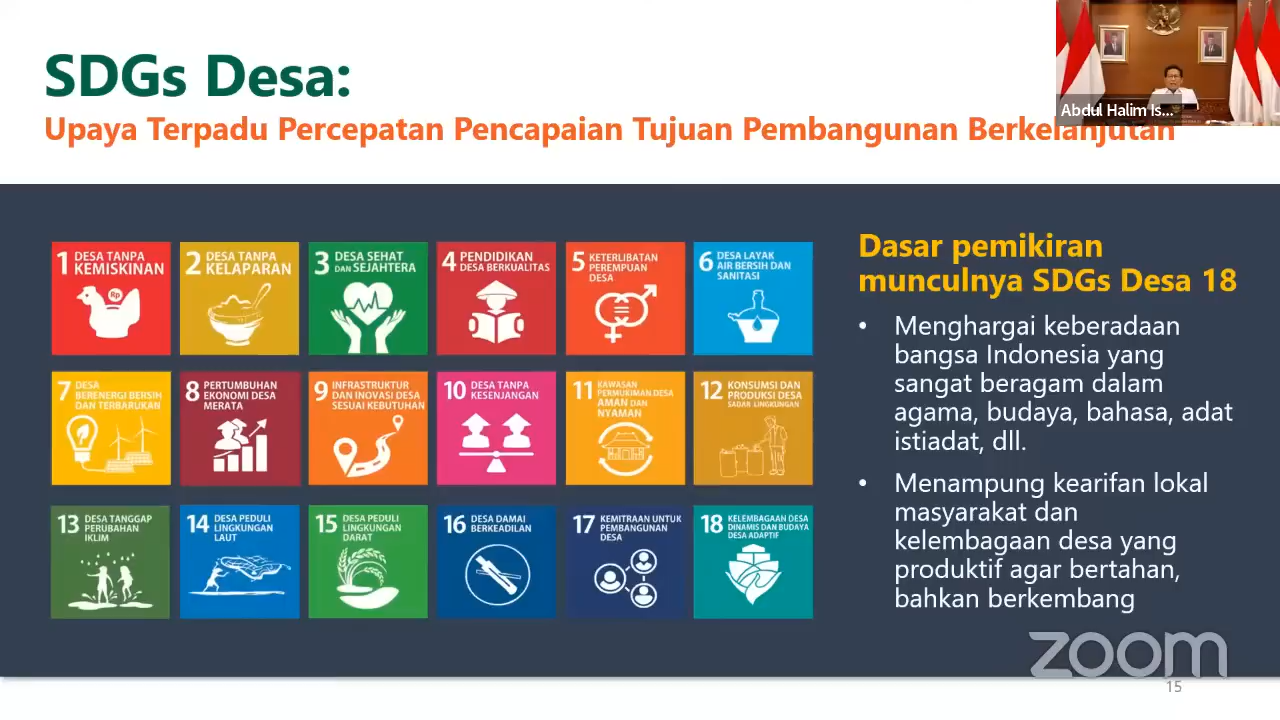 SDGs Desa:
Upaya Terpadu Percepatan Pencapaian Tujuan Pembangunan Berkelanjutan
Abdul Halim Is...
1 DESA TANPA
KEMISKINAN
Rp
2 DESA TANPA
KELAPARAN
3 DESA SEHAT
DAN SEJAHTERA
4 PENDIDIKAN
DESA BERKUALITAS
5 KETERLIBATAN
PEREMPUAN
DESA
6 DESA LAYAK
AIR BERSIH DAN
SANITASI
7 DESA
BERENERGI BERSIH
DAN TERBARUKAN
8 PERTUMBUHAN
EKONOMI DESA
MERATA
9 INFRASTRUKTUR
DAN INOVASI DESA
SESUAI KEBUTUHAN
10 DESA TANPA
KESENJANGAN
11 KAWASAN
PERMUKIMAN DESA
AMAN DAN
NYAMAN
12 KONSUMSI DAN
PRODUKSI DESA
SADAR LINGKUNGAN
13 DESA TANGGAP
PERUBAHAN
IKLIM
14 DESA PEDULI
LINGKUNGAN
LAUT
15 DESA PEDULI
LINGKUNGAN
DARAT
16 DESA DAMAI
BERKEADILAN
17 KEMITRAAN UNTUK
PEMBANGUNAN
DESA
18 KELEMBAGAAN DESA
DINAMIS DAN BUDAYA
DESA ADAPTIF
Dasar pemikiran
munculnya SDGs Desa 18
• Menghargai keberadaan
bangsa Indonesia yang
sangat beragam dalam
agama, budaya, bahasa, adat
istiadat, dll.
• Menampung kearifan lokal
masyarakat dan
kelembagaan desa yang
produktif agar bertahan,
bahkan berkembang
zoom
15